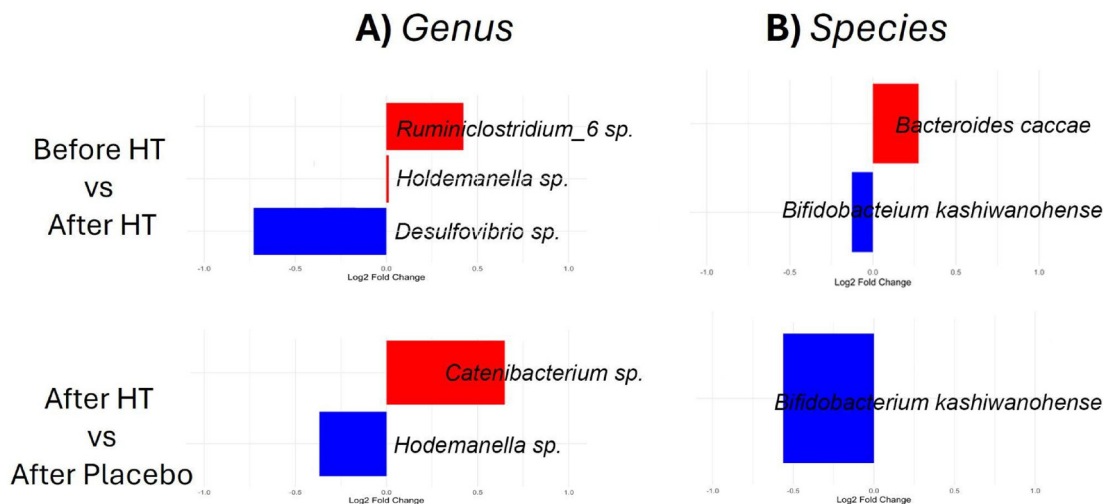 A) Genus
B) Species
Before HT
vs
After HT
Ruminiclostridium_6 sp.
Holdemanella sp.
Desulfovibrio sp.
-1.0 -0.5 0.0 0.5 1.0
Log2 Fold Change
Bacteroides caccae
Bifidobacteium kashiwanohense
-1.0 -0.5 0.0 0.5 1.0
Log2 Fold Change
After HT
vs
After Placebo
Catenibacterium sp.
Hodemanella sp.
-1.0 -0.5 0.0 0.5 1.0
Log2 Fold Change
Bifidobacterium kashiwanohense
-1.0 -0.5 0.0 0.5 1.0
Log2 Fold Change